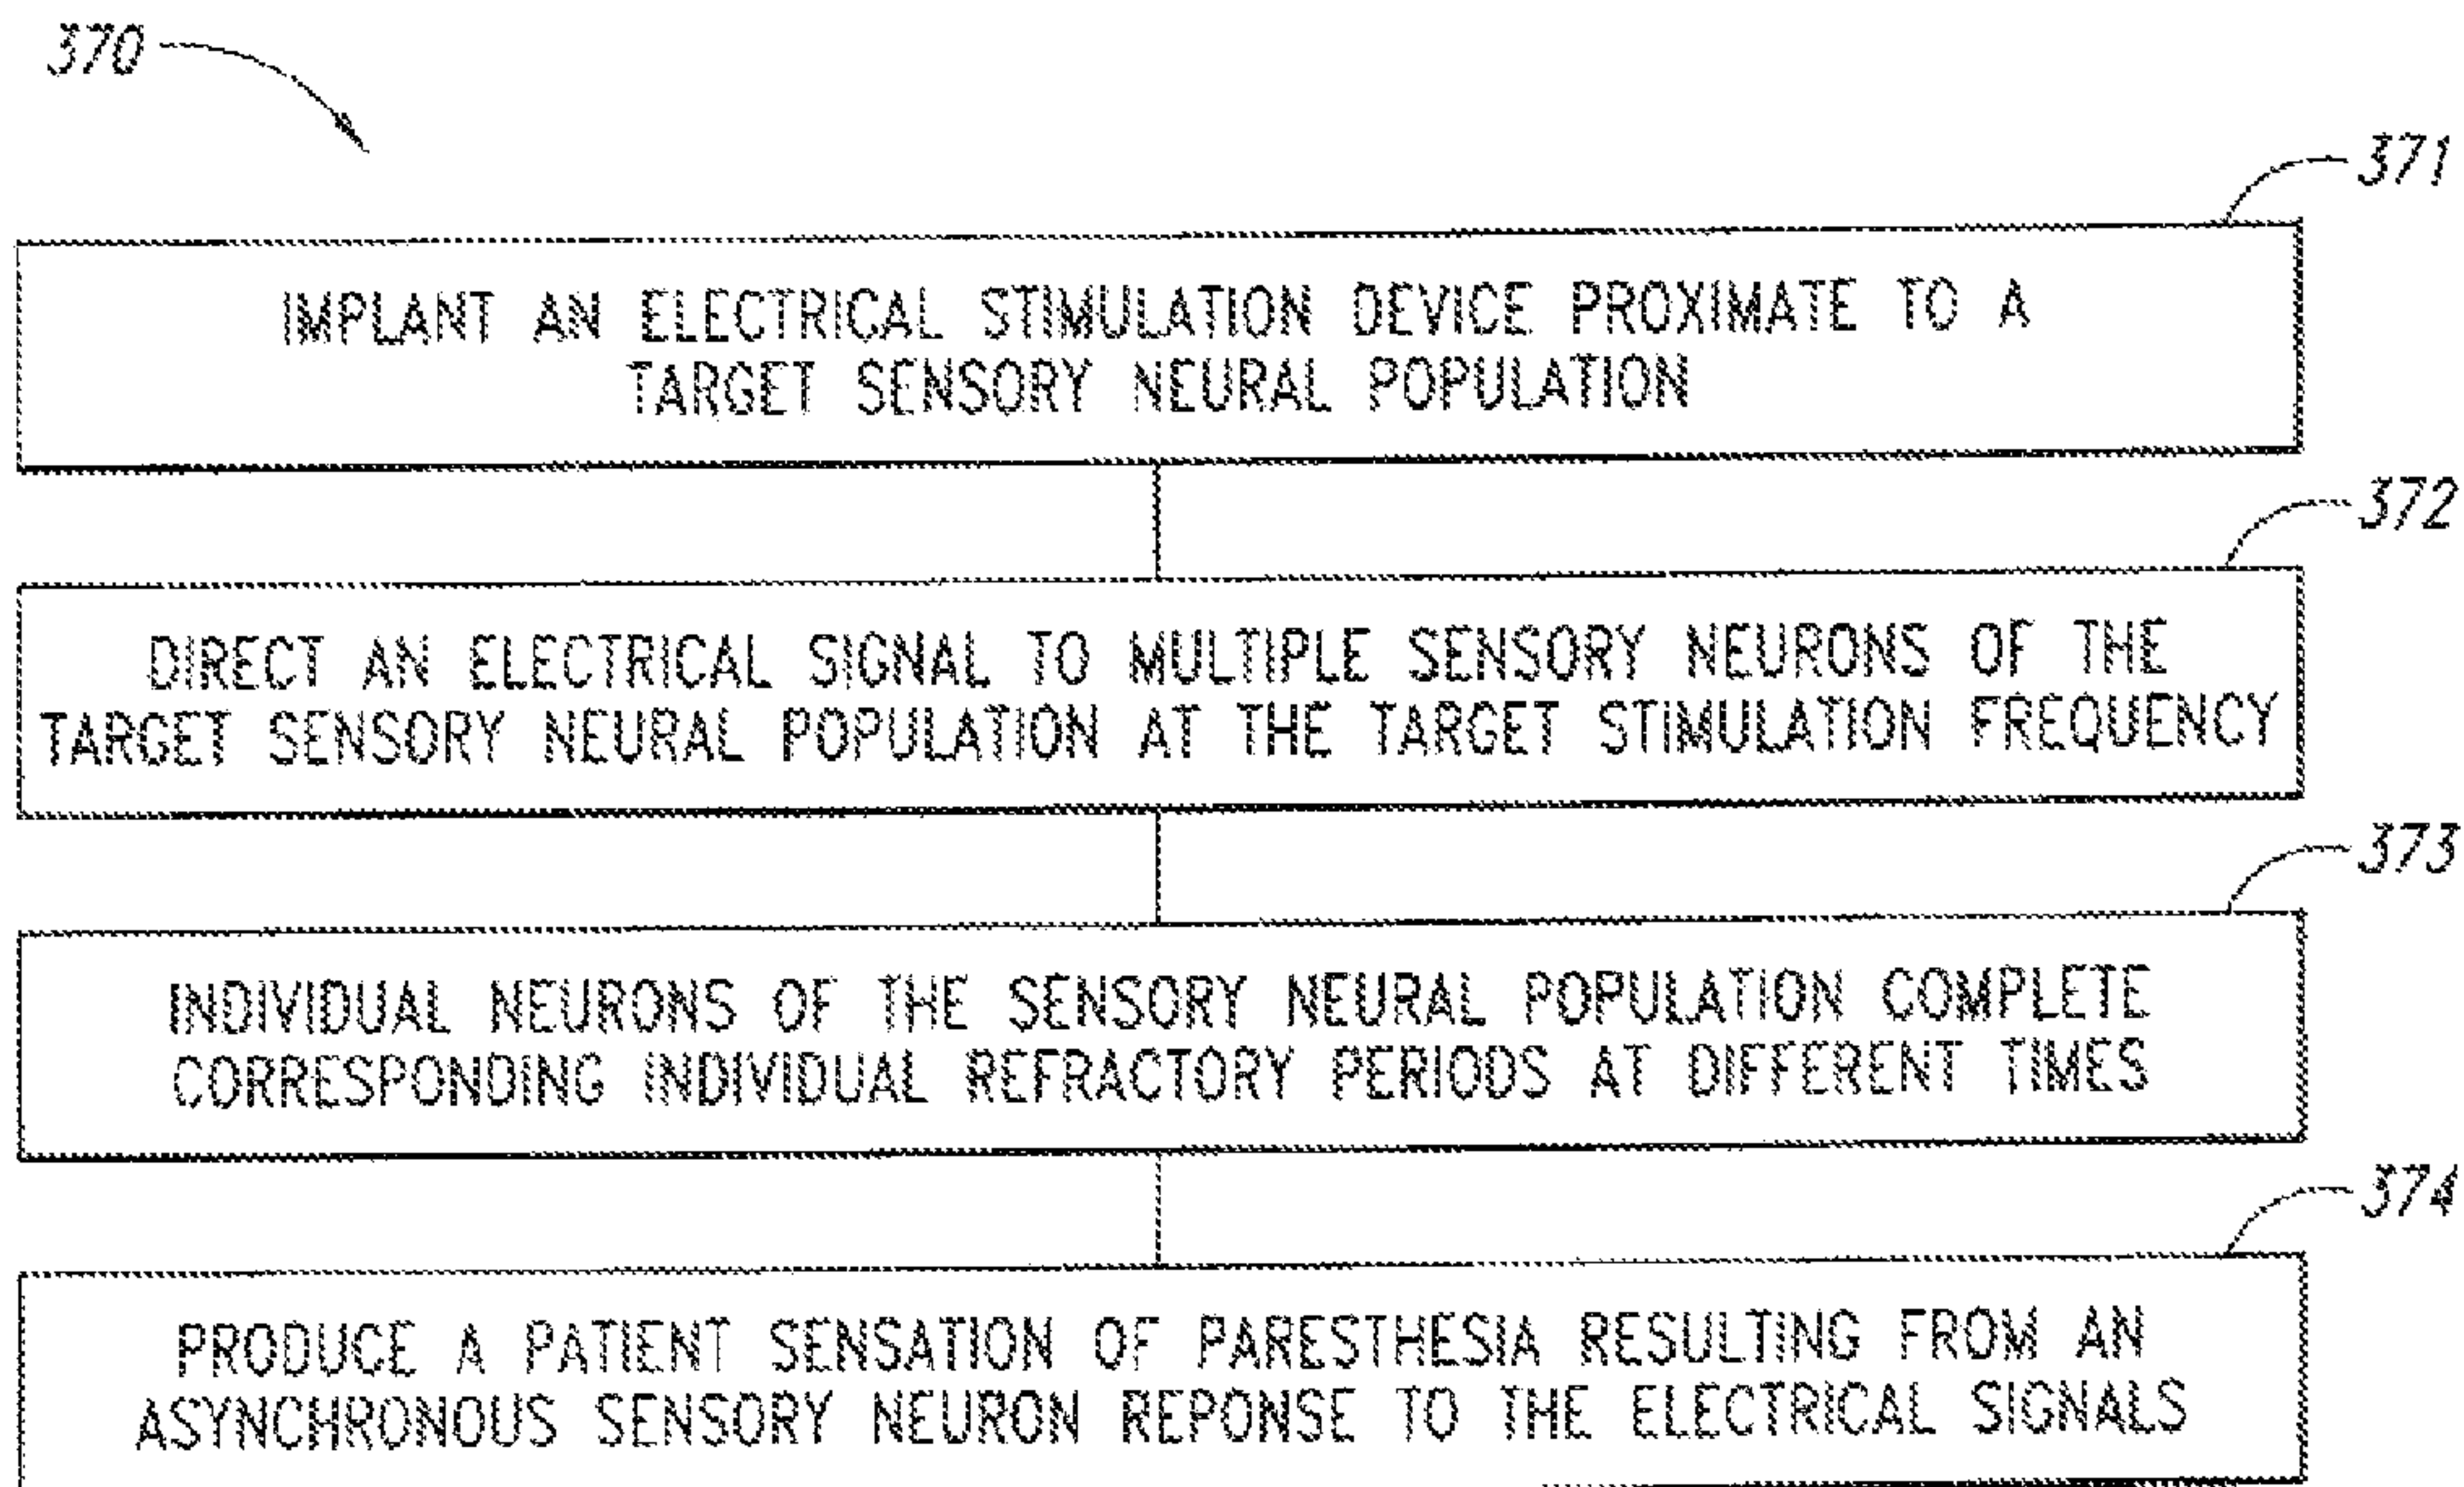 370
371
IMPLANT AN ELECTRICAL STIMULATION DEVICE PROXIMATE TO A
TARGET SENSORY NEURAL POPULATION
372
DIRECT AN ELECTRICAL SIGNAL TO MULTIPLE SENSORY NEURONS OF THE
TARGET SENSORY NEURAL POPULATION AT THE TARGET STIMULATION FREQUENCY
373
INDIVIDUAL NEURONS OF THE SENSORY NEURAL POPULATION COMPLETE
CORRESPONDING INDIVIDUAL REFRACTORY PERIODS AT DIFFERENT TIMES
374
PRODUCE A PATIENT SENSATION OF PARESTHESIA RESULTING FROM AN
ASYNCHRONOUS SENSORY NEURON REPONSE TO THE ELECTRICAL SIGNALS